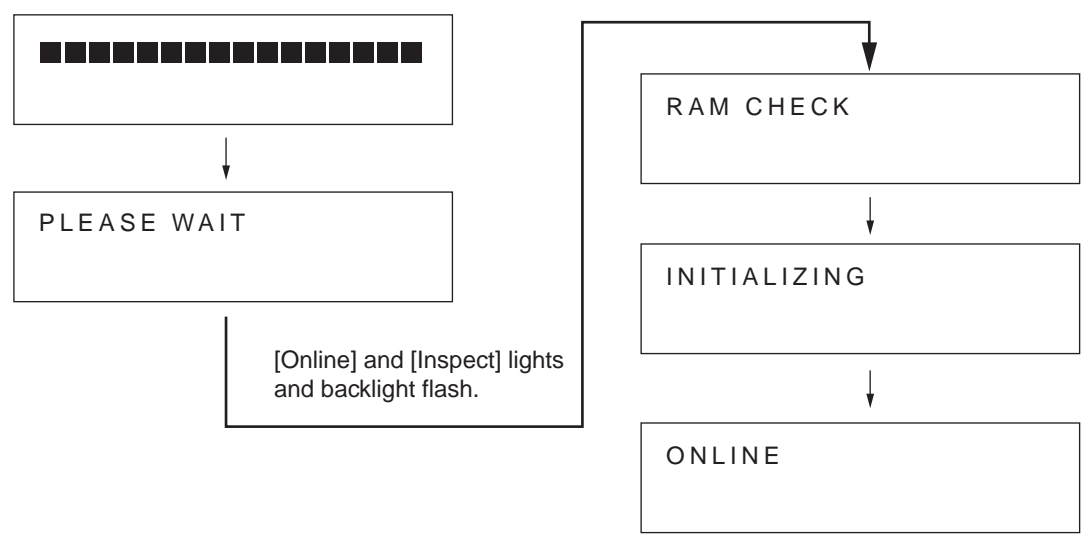 ■■■■■■■■■■■■■■■■
PLEASE WAIT
[Online] and [Inspect] lights
and backlight flash.
RAM CHECK
INITIALIZING
ONLINE